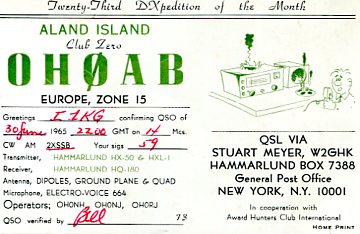 Twenty-Third DXpedition of the Month
ALAND ISLAND
Club Zero
OHØAB
EUROPE, ZONE 15
Greetings I1KG confirming QSO of
30 June 1965 2200 GMT on 14 Mcs.
CW AM 2XSSB Your sigs 59
Transmitter, HAMMARLUND HX-50 & HXL-1
Receiver, HAMMARLUND HQ-180
Antenna, DIPOLES, GROUND PLANE & QUAD
Microphone, ELECTRO-VOICE 664
Operators: OHØNH, OHØNJ, ORØRJ
QSO verified by Bill 73
QSL VIA
STUART MEYER, W2GHK
HAMMARLUND BOX 7388
General Post Office
NEW YORK, N.Y. 10001
In cooperation with
Award Hunters Club International
HOME PRINT